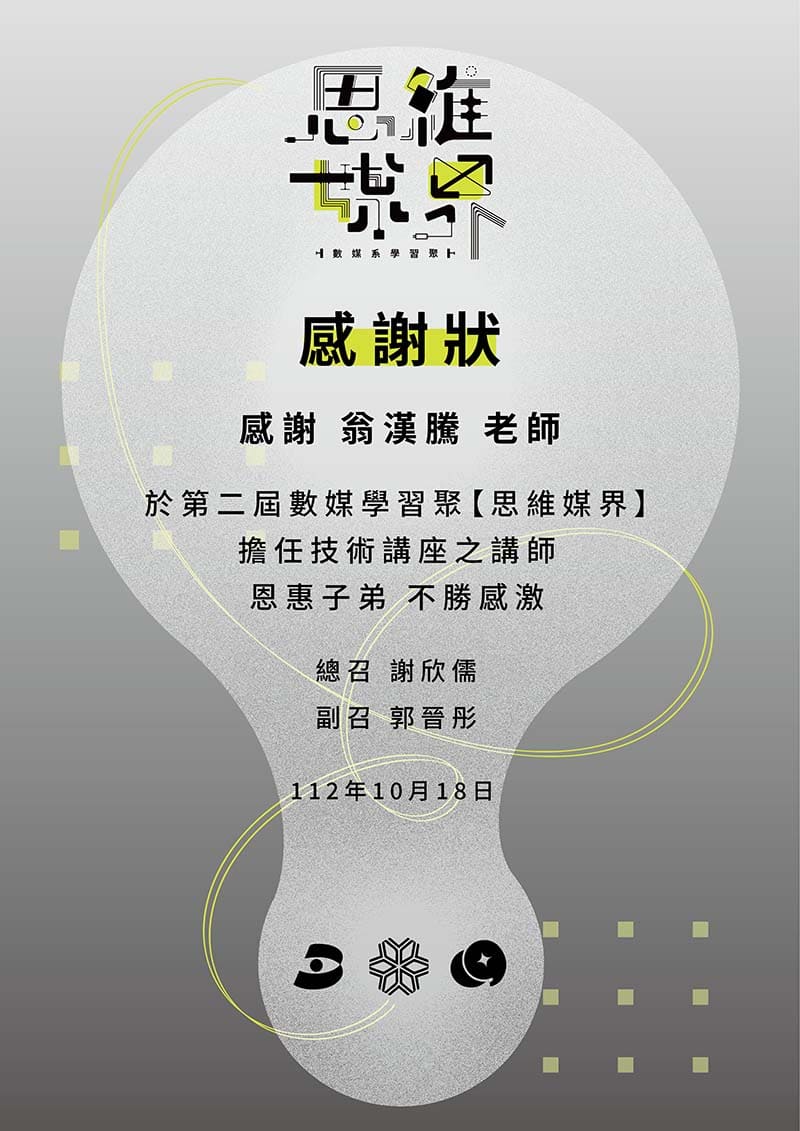 思維
媒界
數媒系學習聚
感謝狀
感謝 翁漢騰 老師
於第二屆數媒學習聚【思維媒界】
擔任技術講座之講師
恩惠子弟 不勝感激
總召 謝欣儒
副召 郭晉彤
112年10月18日